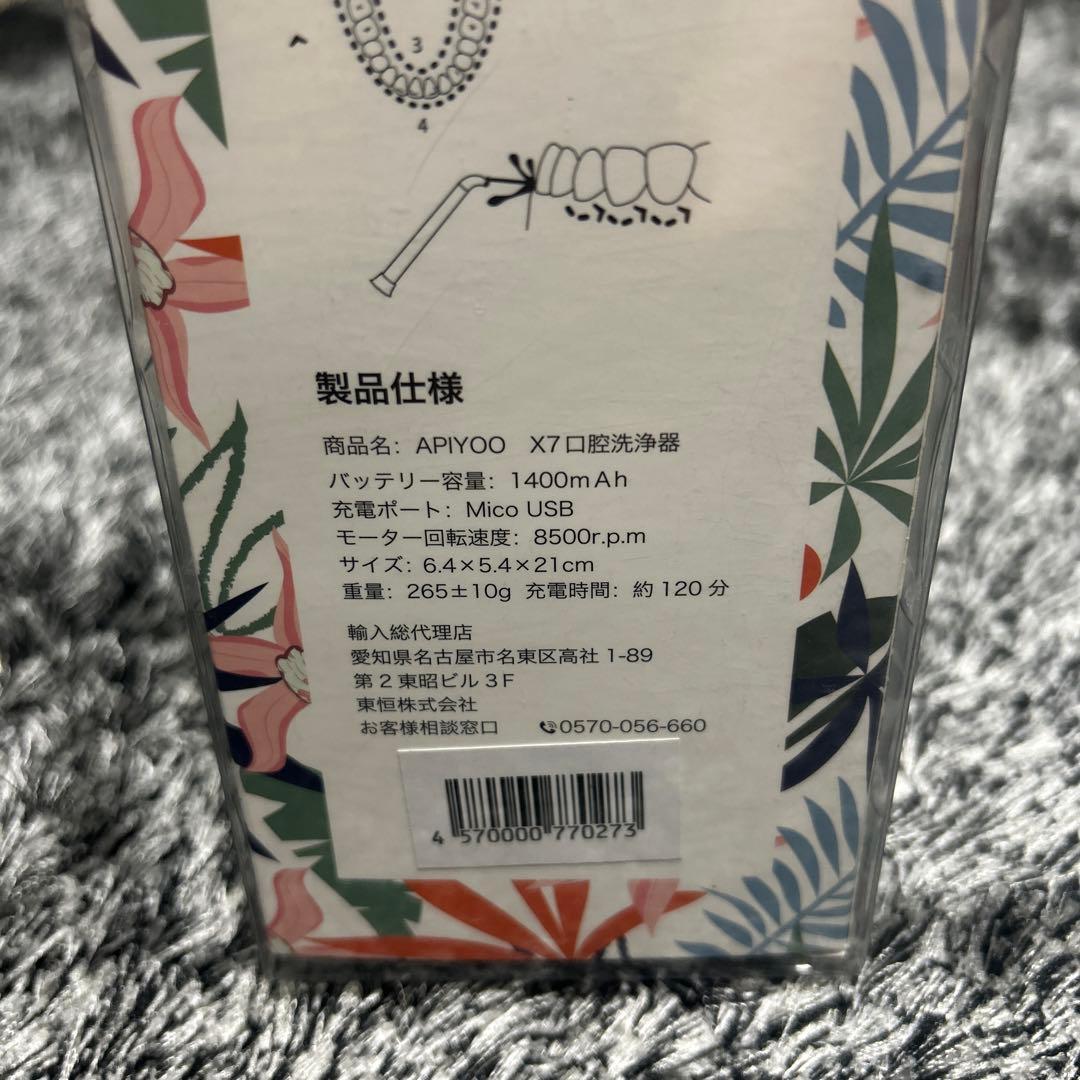 3
4
製品仕様
商品名: APIYOO X7口腔洗浄器
バッテリー容量: 1400mAh
充電ポート: Mico USB
モーター回転速度: 8500r.p.m
サイズ: 6.4×5.4×21cm
重量: 265±10g 充電時間: 約120分
輸入総代理店
愛知県名古屋市名東区高社1-89
第2東昭ビル3F
東恒株式会社
お客様相談窓口 0570-056-660
4 570000 770273